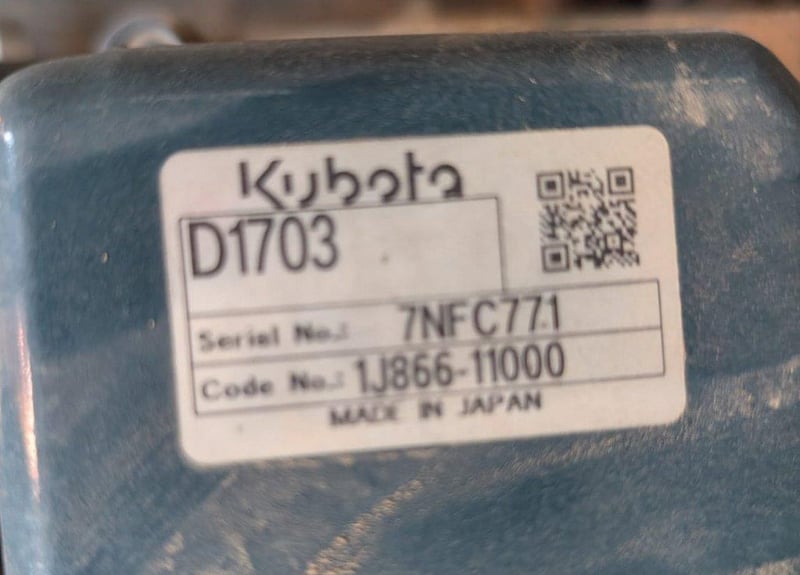 Kubota
D1703
Serial No.: 7NFC771
Code No.: 1J866-11000
MADE IN JAPAN